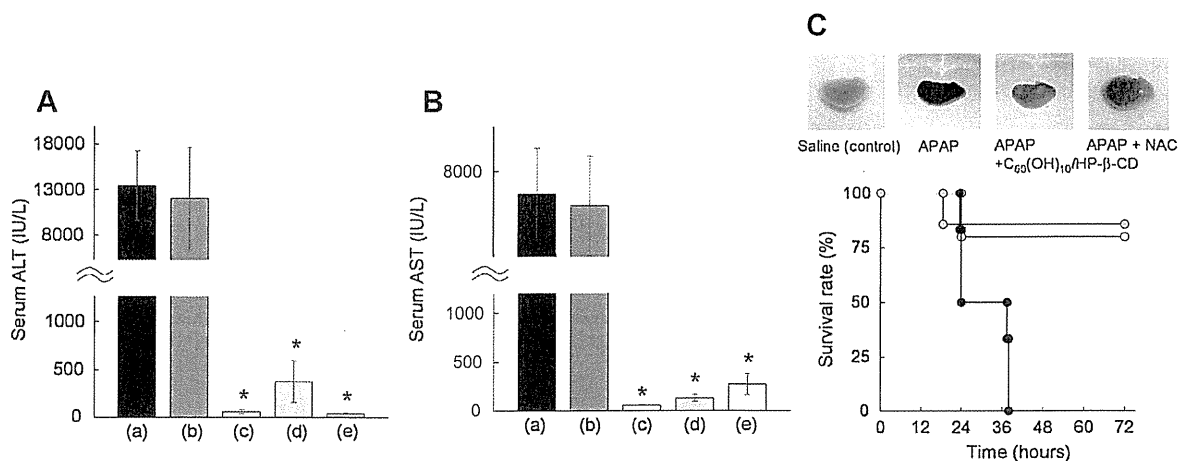 A
Serum ALT (IU/L)
18000
13000
8000
1000
500
0
*
*
*
(a) (b) (c) (d) (e)
B
Serum AST (IU/L)
8000
1000
500
0
*
*
*
(a) (b) (c) (d) (e)
C
Saline (control) APAP APAP +C60(OH)10/HP-β-CD APAP + NAC
Survival rate (%)
100
75
50
25
0
0 12 24 36 48 60 72
Time (hours)